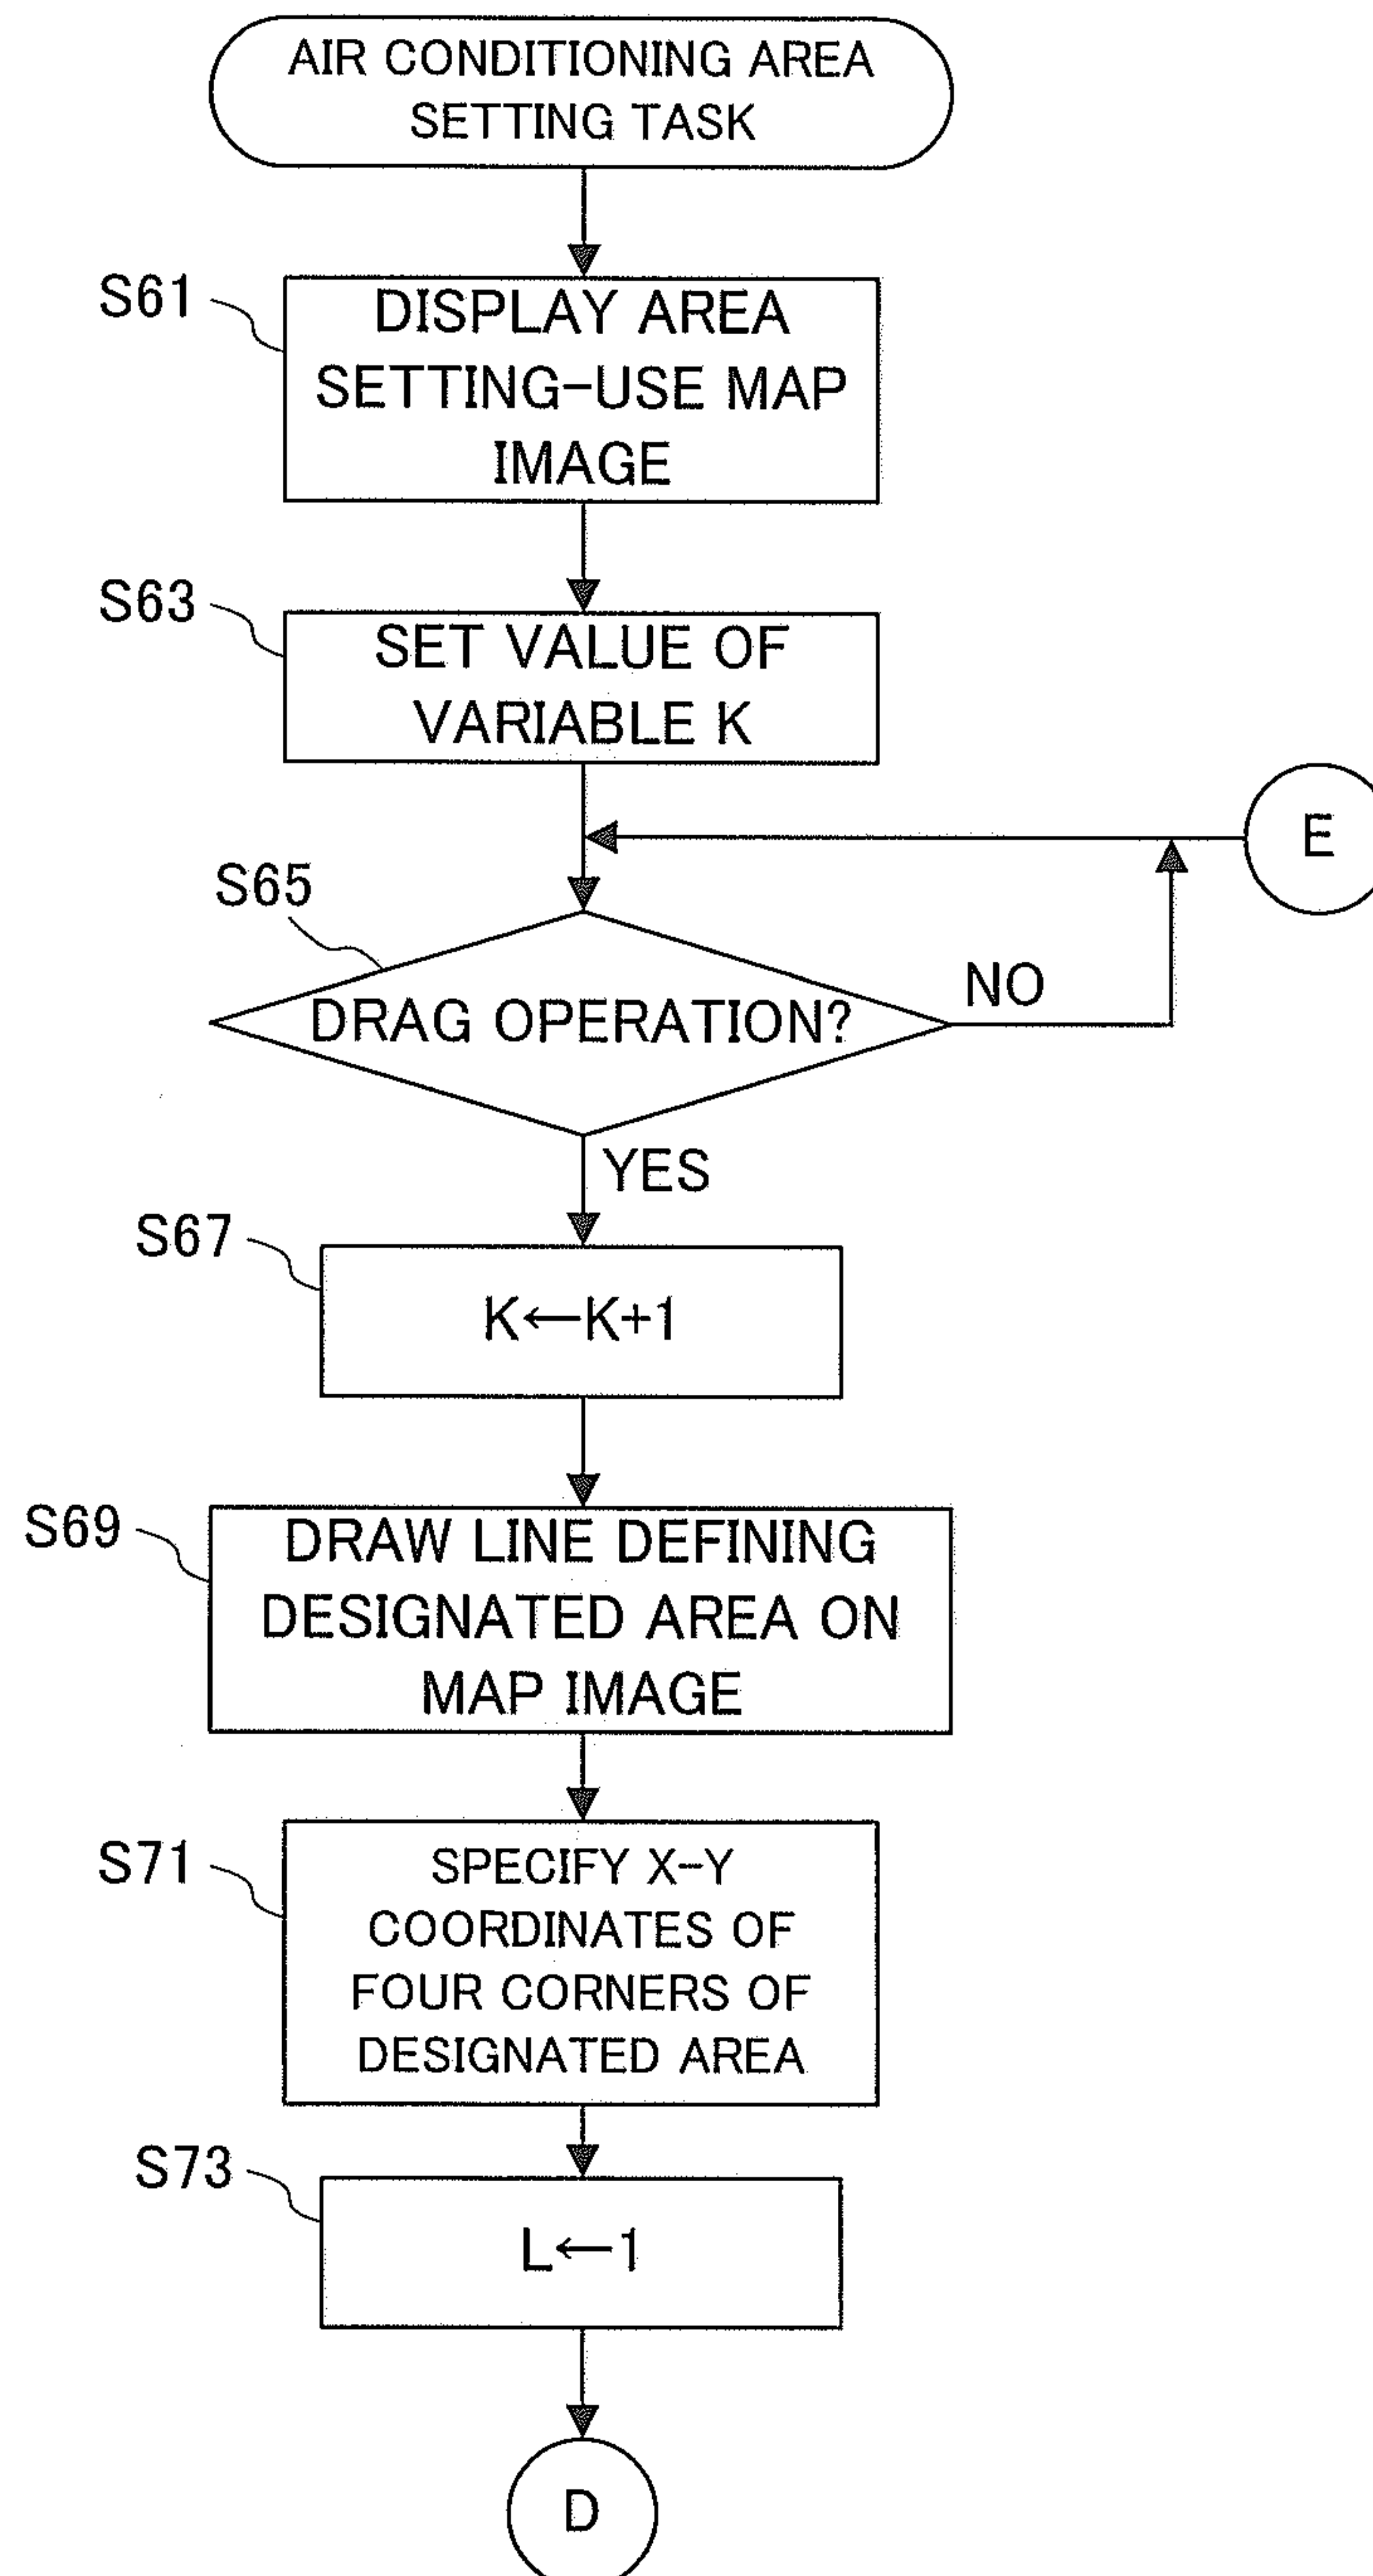 AIR CONDITIONING AREA
SETTING TASK
S61
DISPLAY AREA
SETTING-USE MAP
IMAGE
S63
SET VALUE OF
VARIABLE K
E
S65
DRAG OPERATION?
NO
YES
S67
K←K+1
S69
DRAW LINE DEFINING
DESIGNATED AREA ON
MAP IMAGE
S71
SPECIFY X-Y
COORDINATES OF
FOUR CORNERS OF
DESIGNATED AREA
S73
L←1
D